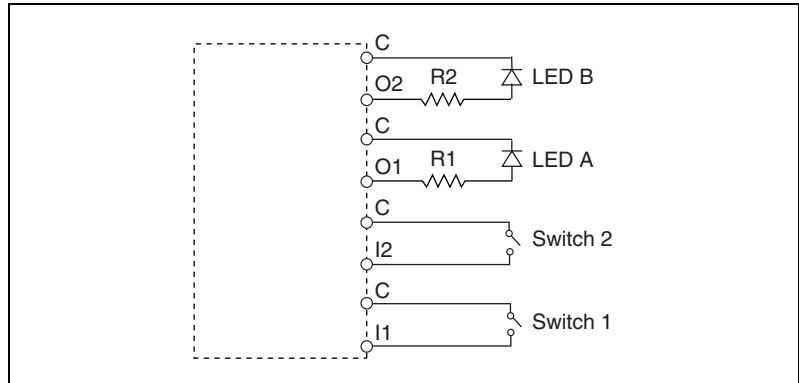 C
O2 R2 LED B
C
O1 R1 LED A
C
I2 Switch 2
C
I1 Switch 1